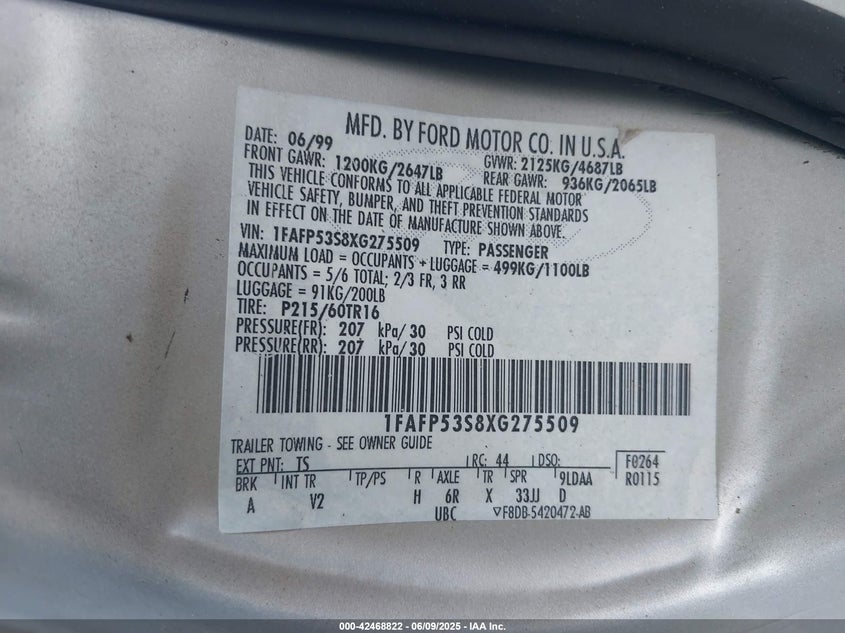 MFD. BY FORD MOTOR CO. IN U.S.A.
DATE: 06/99 GVWR: 2125KG/4687LB
FRONT GAWR: 1200KG/2647LB REAR GAWR: 936KG/2065LB
THIS VEHICLE CONFORMS TO ALL APPLICABLE FEDERAL MOTOR
VEHICLE SAFETY, BUMPER, AND THEFT PREVENTION STANDARDS
IN EFFECT ON THE DATE OF MANUFACTURE SHOWN ABOVE.
VIN: 1FAFP53S8XG275509 TYPE: PASSENGER
MAXIMUM LOAD = OCCUPANTS + LUGGAGE = 499KG/1100LB
OCCUPANTS = 5/6 TOTAL; 2/3 FR, 3 RR
LUGGAGE = 91KG/200LB
TIRE: P215/60TR16
PRESSURE(FR): 207 kPa/ 30 PSI COLD
PRESSURE(RR): 207 kPa/ 30 PSI COLD
1FAFP53S8XG275509
TRAILER TOWING - SEE OWNER GUIDE
EXT PNT: TS RC: 44 DSO: F0264
BRK INT TR TP/PS R AXLE TR SPR 9LDAA R0115
A V2 H 6R X 33JJ D
UBC ▽F8DB-5420472-AB
000-42468822 - 06/09/2025 - IAA Inc.